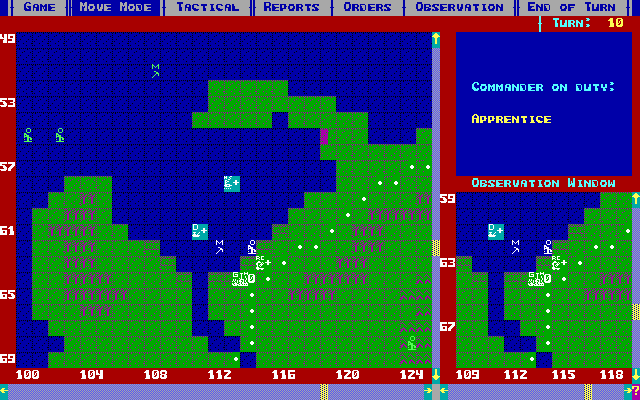 Game Move Mode Tactical Reports Orders Observation End of Turn
Turn: 10
49
53
57
61
65
69
100 104 108 112 116 120 124
Commander on duty:
Apprentice
Observation Window
59
63
67
109 112 115 118
?